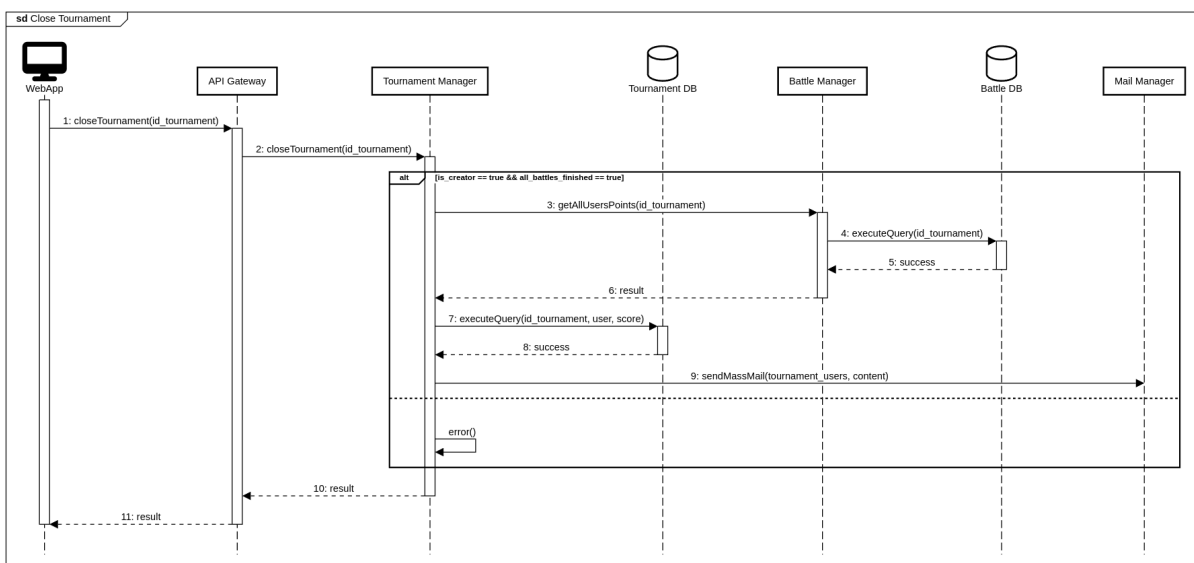 sd Close Tournament
WebApp
API Gateway
Tournament Manager
Tournament DB
Battle Manager
Battle DB
Mail Manager
1: closeTournament(id_tournament)
2: closeTournament(id_tournament)
alt
[is_creator == true && all_battles_finished == true]
3: getAllUsersPoints(id_tournament)
4: executeQuery(id_tournament)
5: success
6: result
7: executeQuery(id_tournament, user, score)
8: success
9: sendMassMail(tournament_users, content)
error()
10: result
11: result